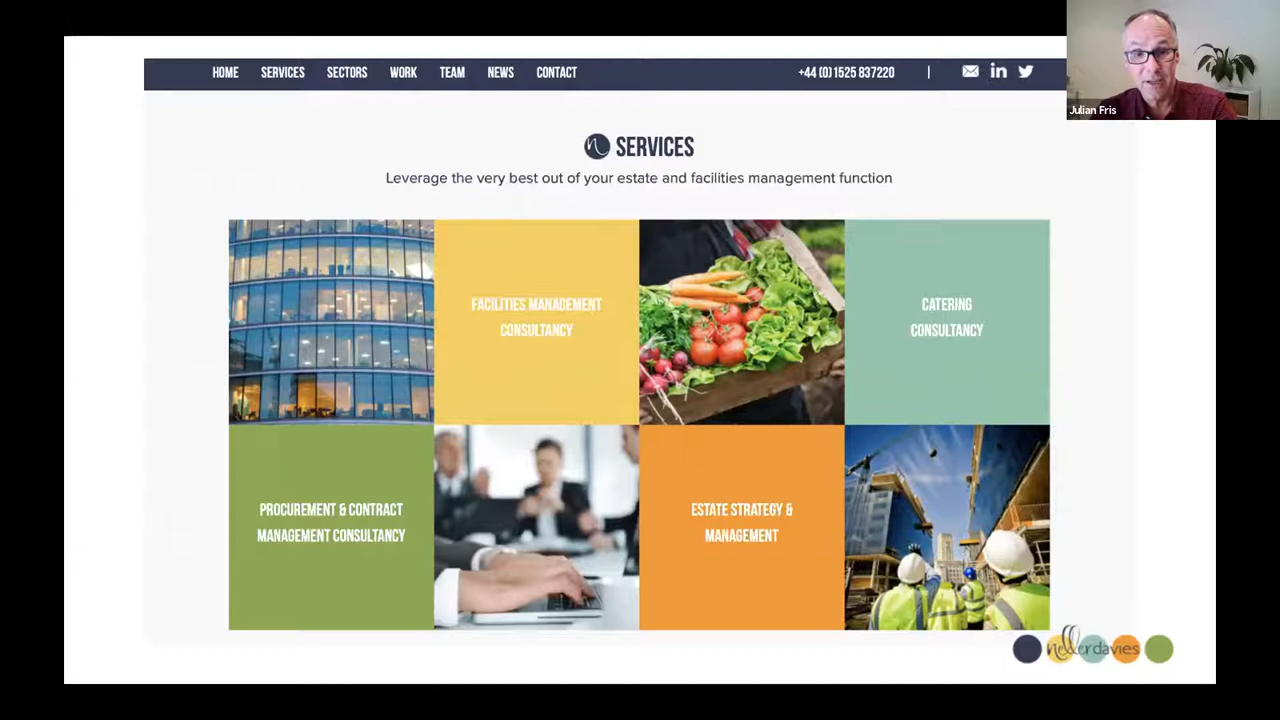 HOME SERVICES SECTORS WORK TEAM NEWS CONTACT +44 (0) 1525 837220 |
Julian Fris
n SERVICES
Leverage the very best out of your estate and facilities management function
FACILITIES MANAGEMENT
CONSULTANCY
CATERING
CONSULTANCY
PROCUREMENT & CONTRACT
MANAGEMENT CONSULTANCY
ESTATE STRATEGY &
MANAGEMENT
nellerdavies